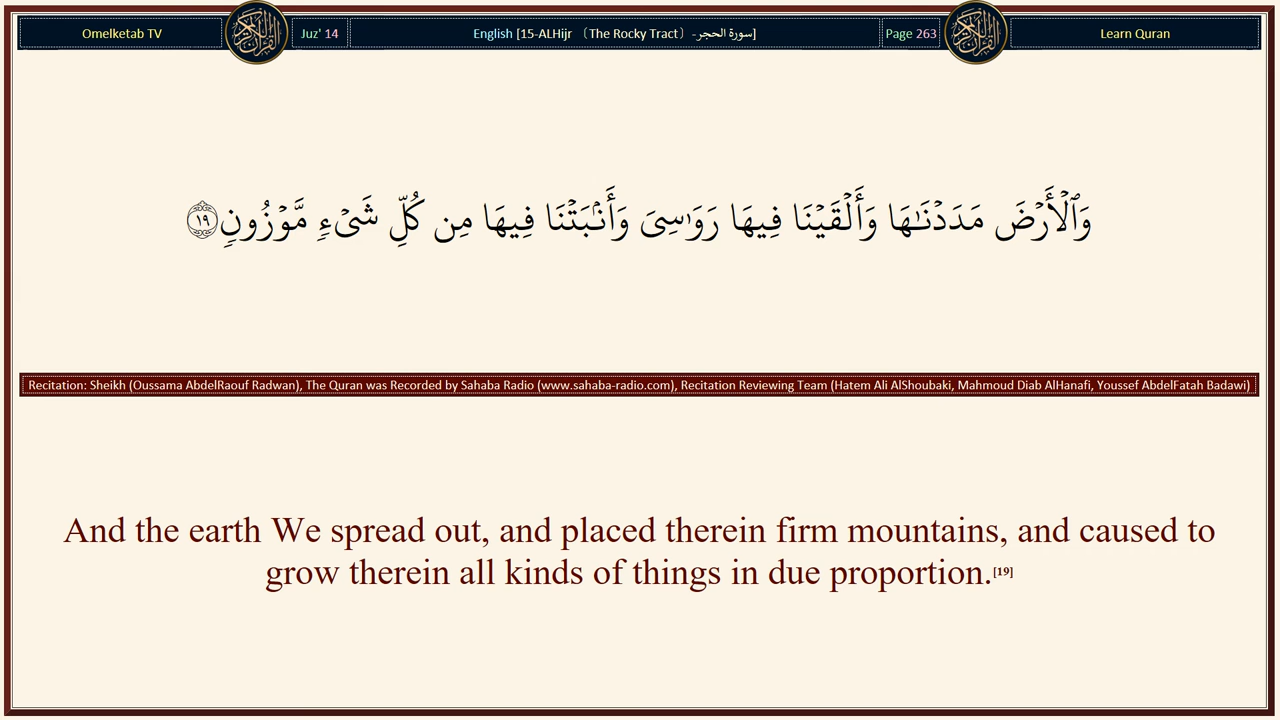 Omelketab TV
Juz' 14
English [15-ALHijr （The Rocky Tract）-سورة الحجر]
Page 263
Learn Quran
وَٱلۡأَرۡضَ مَدَدۡنَٰهَا وَأَلۡقَيۡنَا فِيهَا رَوَٰسِيَ وَأَنۢبَتۡنَا فِيهَا مِن كُلِّ شَيۡءٖ مَّوۡزُونٖ ١٩
Recitation: Sheikh (Oussama AbdelRaouf Radwan), The Quran was Recorded by Sahaba Radio (www.sahaba-radio.com), Recitation Reviewing Team (Hatem Ali AlShoubaki, Mahmoud Diab AlHanafi, Youssef AbdelFatah Badawi)
And the earth We spread out, and placed therein firm mountains, and caused to
grow therein all kinds of things in due proportion.[19]